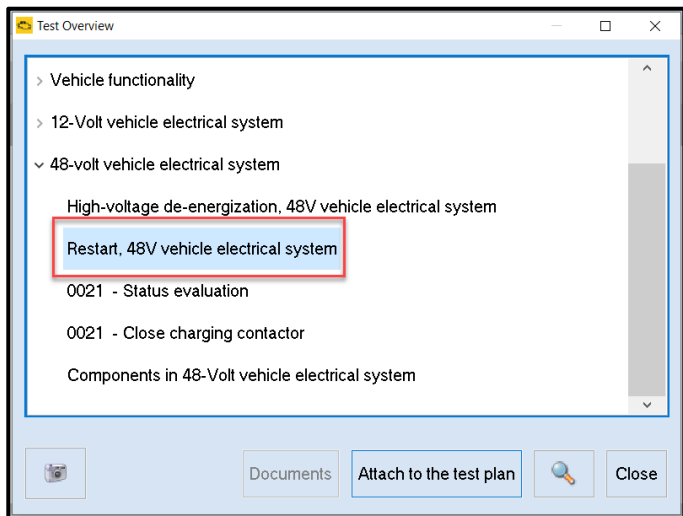 Test Overview
Vehicle functionality
12-Volt vehicle electrical system
48-volt vehicle electrical system
High-voltage de-energization, 48V vehicle electrical system
Restart, 48V vehicle electrical system
0021 - Status evaluation
0021 - Close charging contactor
Components in 48-Volt vehicle electrical system
Documents
Attach to the test plan
Close